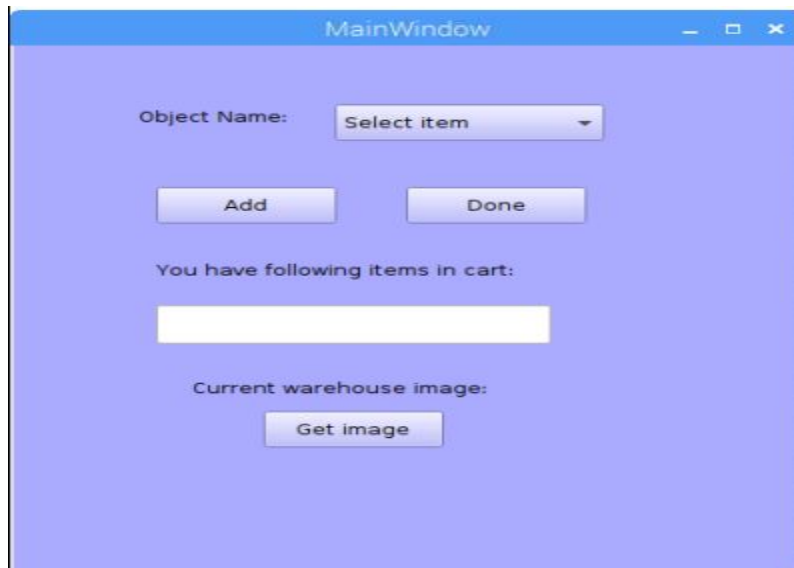 MainWindow
Object Name: Select item
Add Done
You have following items in cart:
Current warehouse image:
Get image